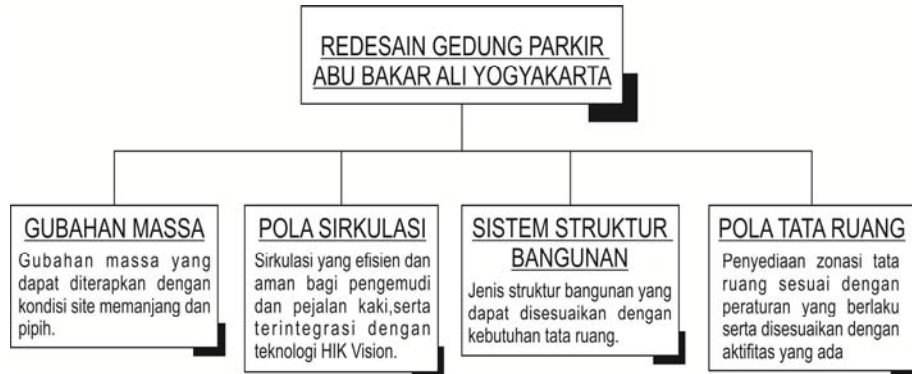 REDESAIN GEDUNG PARKIR
ABU BAKAR ALI YOGYAKARTA
GUBAHAN MASSA
Gubahan massa yang
dapat diterapkan dengan
kondisi site memanjang dan
pipih.
POLA SIRKULASI
Sirkulasi yang efisien dan
aman bagi pengemudi
dan pejalan kaki,serta
terintegrasi dengan
teknologi HIK Vision.
SISTEM STRUKTUR
BANGUNAN
Jenis struktur bangunan yang
dapat disesuaikan dengan
kebutuhan tata ruang.
POLA TATA RUANG
Penyediaan zonasi tata
ruang sesuai dengan
peraturan yang berlaku
serta disesuaikan dengan
aktifitas yang ada